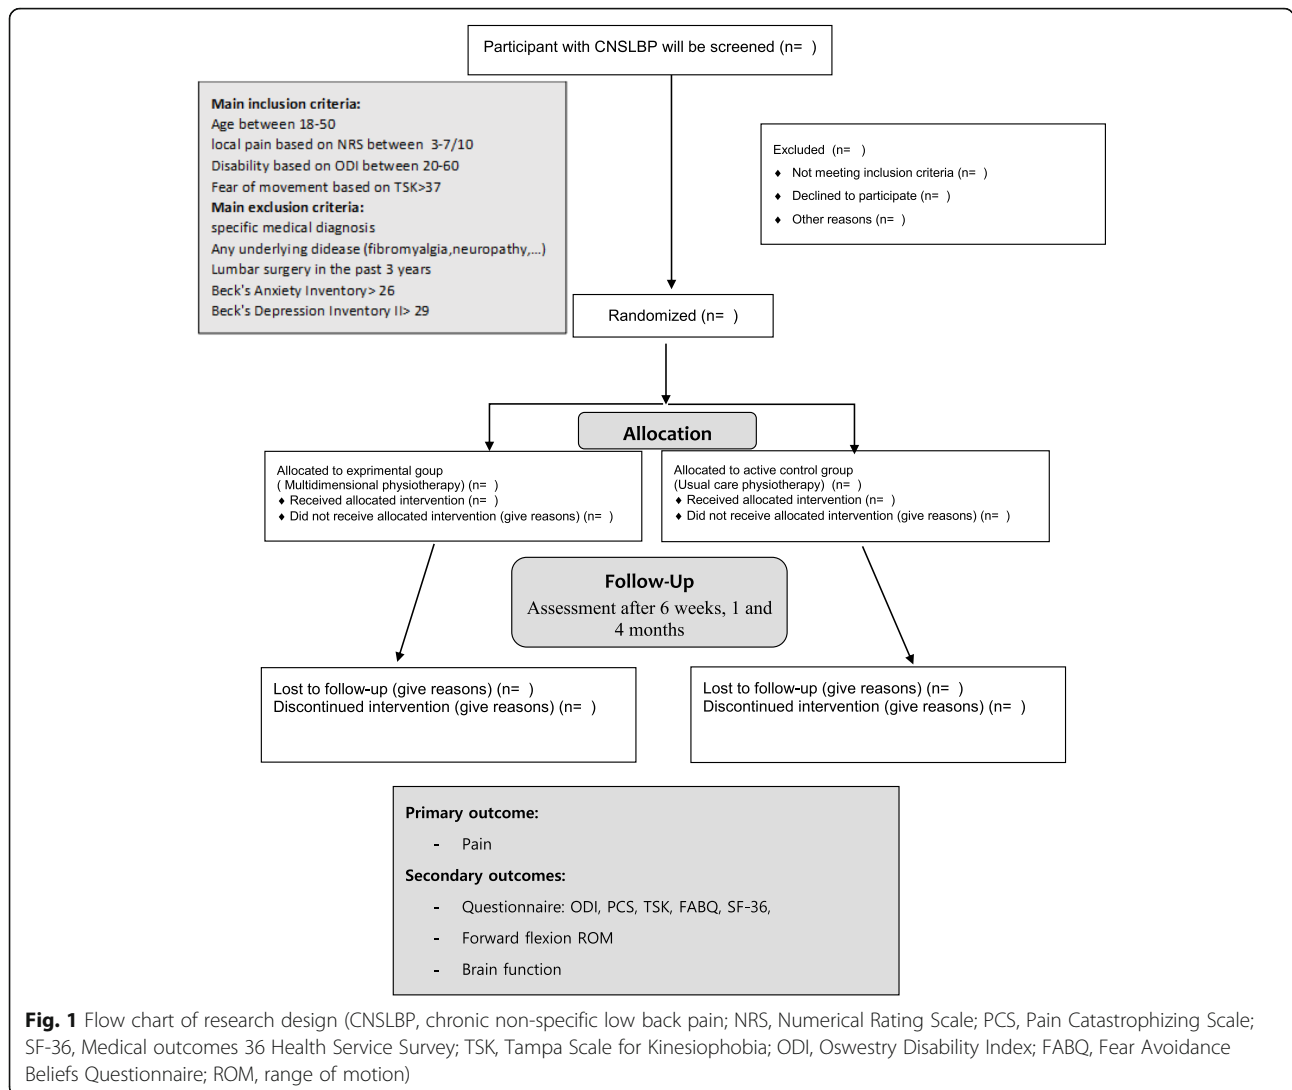 Participant with CNSLBP will be screened (n=  )
Main inclusion criteria:
Age between 18-50
local pain based on NRS between  3-7/10
Disability based on ODI between 20-60
Fear of movement based on TSK>37
Main exclusion criteria:
specific medical diagnosis
Any underlying didease (fibromyalgia,neuropathy,...)
Lumbar surgery in the past 3 years
Beck's Anxiety Inventory> 26
Beck's Depression Inventory II> 29
Excluded  (n=  )
♦ Not meeting inclusion criteria (n=  )
♦ Declined to participate (n=  )
♦ Other reasons (n=  )
Randomized (n=  )
Allocation
Allocated to exprimental goup
( Multidimensional physiotherapy) (n=  )
♦ Received allocated intervention (n=  )
♦ Did not receive allocated intervention (give reasons) (n=  )
Allocated to active control group
(Usual care physiotherapy)  (n=  )
♦ Received allocated intervention (n=  )
♦ Did not receive allocated intervention (give reasons) (n=  )
Follow-Up
Assessment after 6 weeks, 1 and
4 months
Lost to follow-up (give reasons) (n=  )
Discontinued intervention (give reasons) (n=  )
Lost to follow-up (give reasons) (n=  )
Discontinued intervention (give reasons) (n=  )
Primary outcome:
- Pain
Secondary outcomes:
- Questionnaire: ODI, PCS, TSK, FABQ, SF-36,
- Forward flexion ROM
- Brain function
Fig. 1 Flow chart of research design (CNSLBP, chronic non-specific low back pain; NRS, Numerical Rating Scale; PCS, Pain Catastrophizing Scale;
SF-36, Medical outcomes 36 Health Service Survey; TSK, Tampa Scale for Kinesiophobia; ODI, Oswestry Disability Index; FABQ, Fear Avoidance
Beliefs Questionnaire; ROM, range of motion)